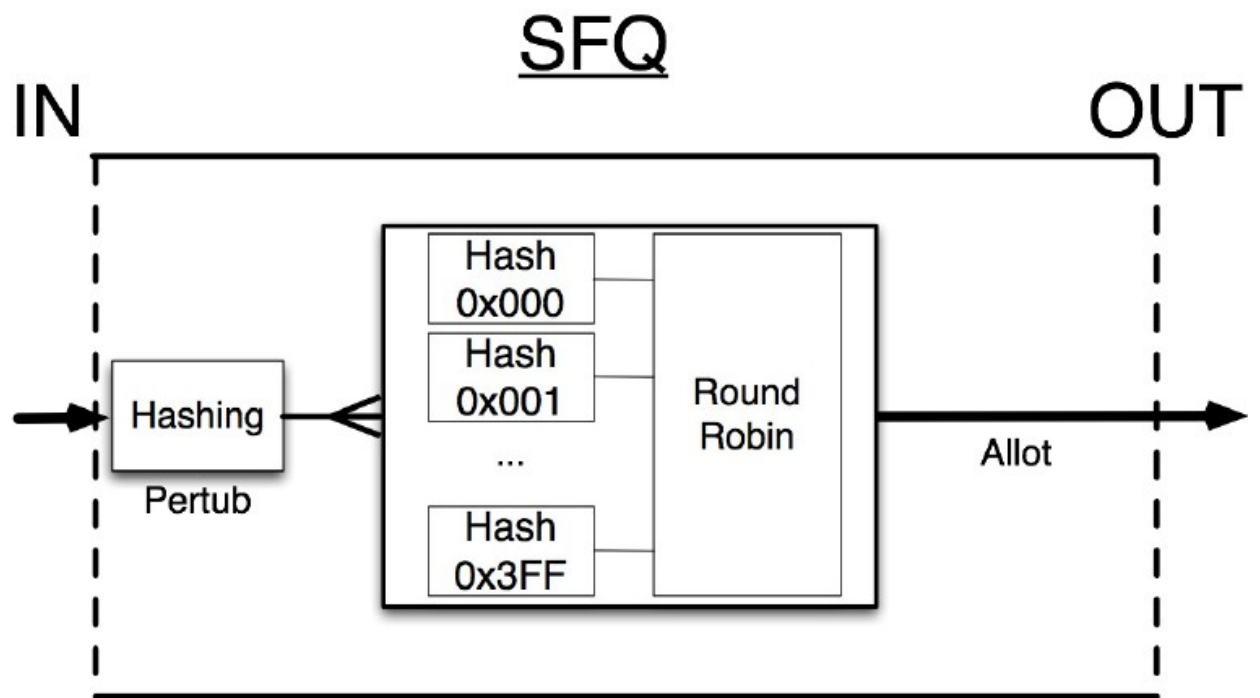 SFQ
IN
OUT
Hashing
Pertub
Hash
0x000
Hash
0x001
...
Hash
0x3FF
Round
Robin
Allot